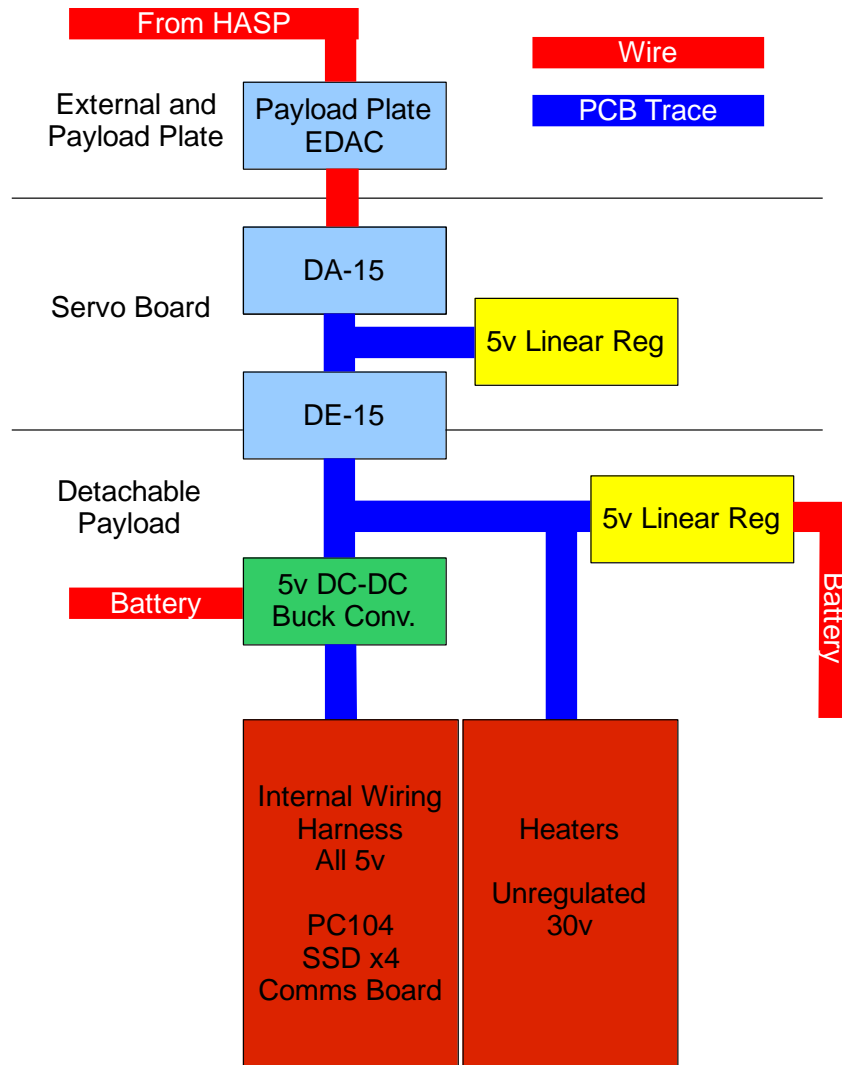 From HASP
Wire
External and
Payload Plate
Payload Plate
EDAC
PCB Trace
DA-15
Servo Board
5v Linear Reg
DE-15
Detachable
Payload
5v Linear Reg
Battery
5v DC-DC
Buck Conv.
Battery
Internal Wiring
Harness
All 5v
PC104
SSD x4
Comms Board
Heaters
Unregulated
30v